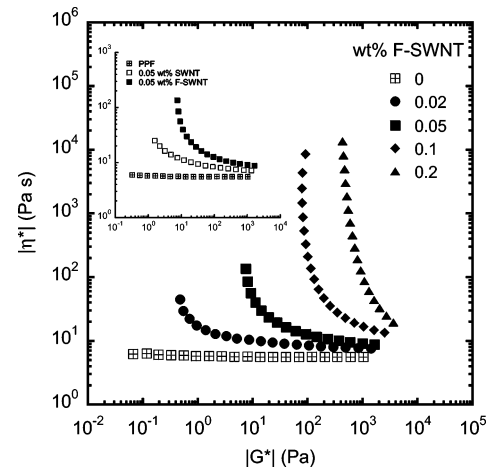 10^6
10^5
10^4
10^3
10^2
10^1
10^0
|η*| (Pa s)
wt% F-SWNT
0
0.02
0.05
0.1
0.2
PPF
0.05 wt% SWNT
0.05 wt% F-SWNT
10^3
10^2
10^1
10^0
10^-1 10^0 10^1 10^2 10^3 10^4
10^-2 10^-1 10^0 10^1 10^2 10^3 10^4 10^5
|G*| (Pa)